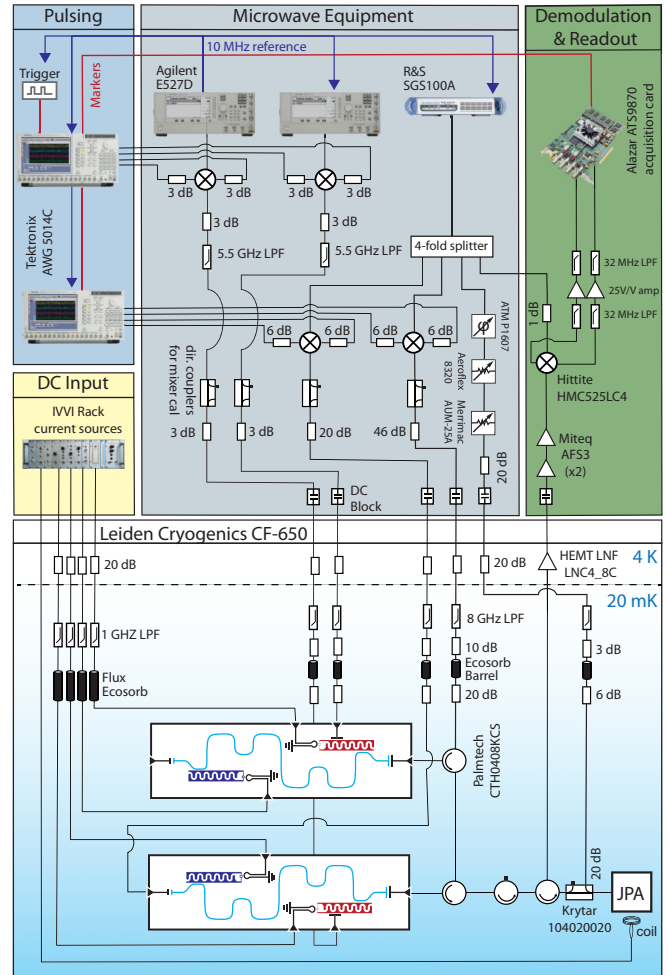 Pulsing
Microwave Equipment
Demodulation
& Readout
10 MHz reference
Trigger
Markers
Agilent
E527D
R&S
SGS100A
Alazar ATS9870
acquisition card
Tektronix
AWG 5014C
3 dB
3 dB
3 dB
3 dB
3 dB
3 dB
5.5 GHz LPF
5.5 GHz LPF
4-fold splitter
32 MHz LPF
25V/V amp
32 MHz LPF
1 dB
6 dB
6 dB
6 dB
6 dB
ATM P1607
Aeroflex
8320
Merrimac
AUM-25A
Hittite
HMC525LC4
dir. couplers
for mixer cal
DC Input
IVVI Rack
current sources
3 dB
3 dB
20 dB
46 dB
20 dB
Miteq
AFS3
(x2)
DC
Block
Leiden Cryogenics CF-650
20 dB
20 dB
HEMT LNF
LNC4_8C
4 K
20 mK
1 GHZ LPF
8 GHz LPF
10 dB
3 dB
Flux
Ecosorb
Ecosorb
Barrel
20 dB
6 dB
Palmtech
CTH0408KCS
20 dB
JPA
Krytar
104020020
coil